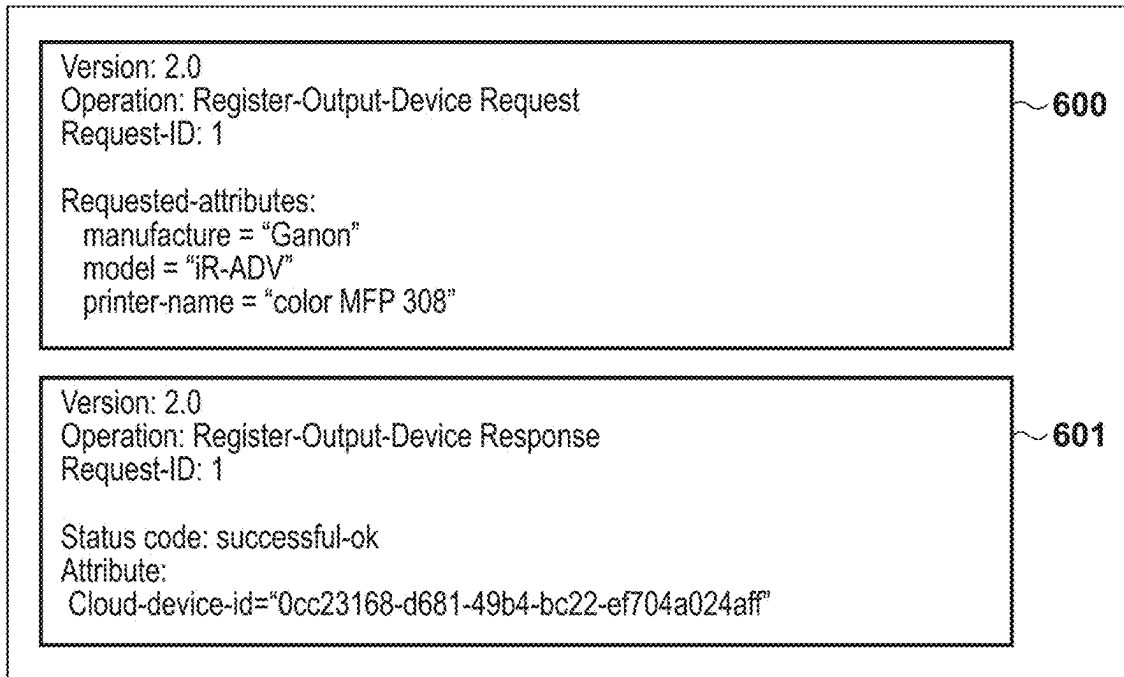 Version: 2.0
Operation: Register-Output-Device Request
Request-ID: 1
Requested-attributes:
manufacture = “Ganon”
model = “iR-ADV”
printer-name = “color MFP 308”
600
Version: 2.0
Operation: Register-Output-Device Response
Request-ID: 1
Status code: successful-ok
Attribute:
Cloud-device-id=“0cc23168-d681-49b4-bc22-ef704a024aff”
601